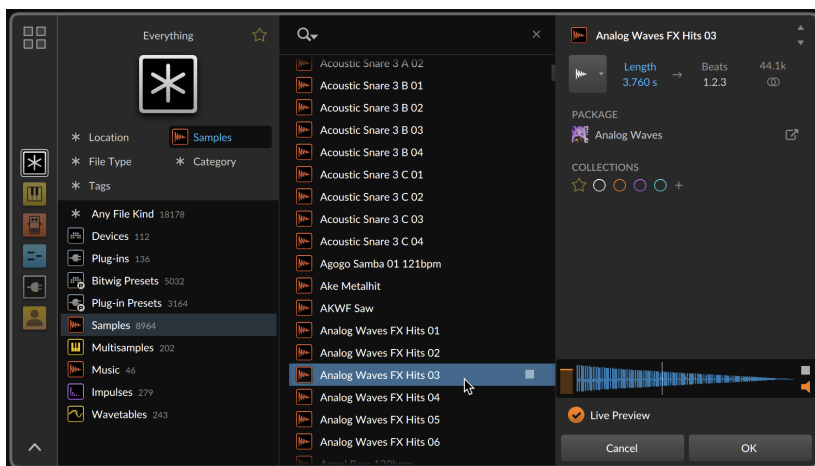 Everything
Location
Samples
File Type
Category
Tags
Any File Kind 18178
Devices 112
Plug-ins 136
Bitwig Presets 5032
Plug-in Presets 3164
Samples 8964
Multisamples 202
Music 46
Impulses 279
Wavetables 243
Acoustic Snare 3 A 02
Acoustic Snare 3 B 01
Acoustic Snare 3 B 02
Acoustic Snare 3 B 03
Acoustic Snare 3 B 04
Acoustic Snare 3 C 01
Acoustic Snare 3 C 02
Acoustic Snare 3 C 03
Acoustic Snare 3 C 04
Agogo Samba 01 121bpm
Ake Metalhit
AKWF Saw
Analog Waves FX Hits 01
Analog Waves FX Hits 02
Analog Waves FX Hits 03
Analog Waves FX Hits 04
Analog Waves FX Hits 05
Analog Waves FX Hits 06
Analog Waves FX Hits 03
Length → Beats 44.1k
3.760 s 1.2.3
PACKAGE
Analog Waves
COLLECTIONS
Live Preview
Cancel
OK